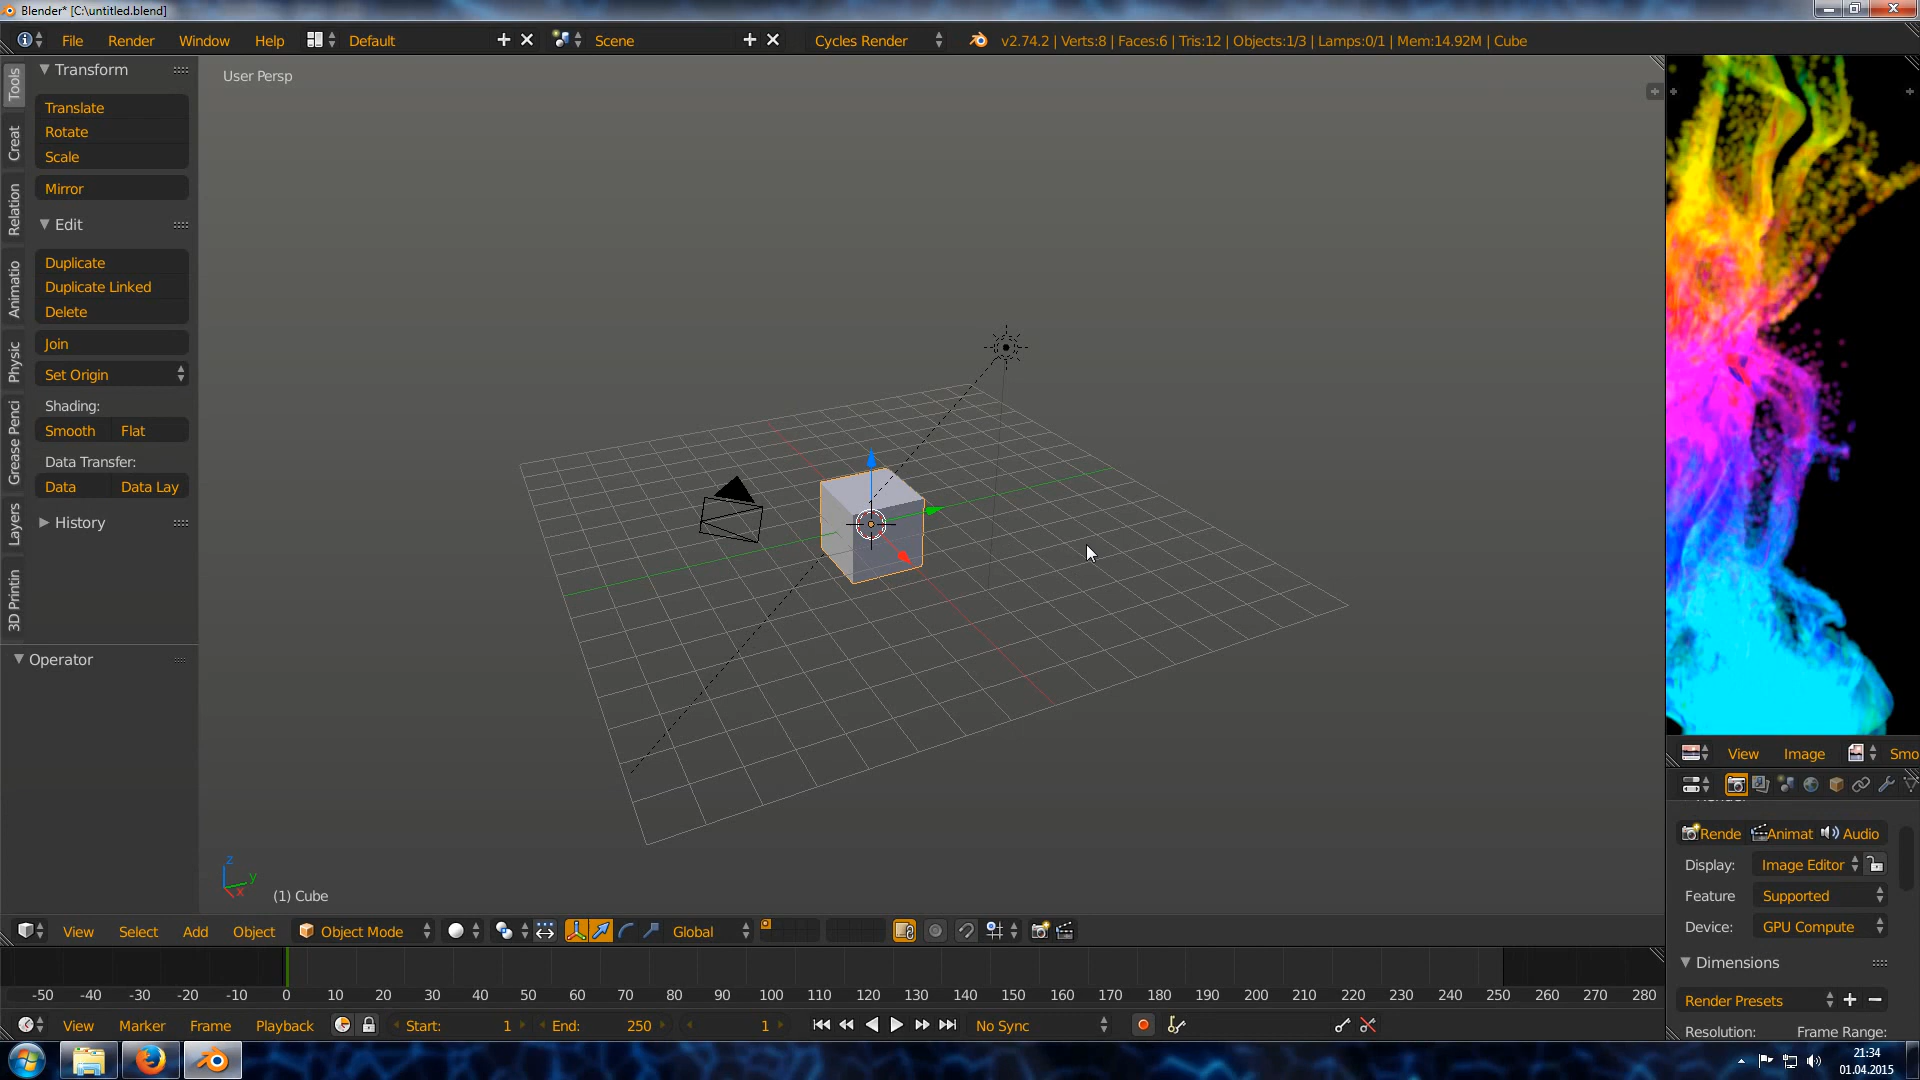 Blender* [C:\untitled.blend]
File Render Window Help Default Scene Cycles Render v2.74.2 | Verts:8 | Faces:6 | Tris:12 | Objects:1/3 | Lamps:0/1 | Mem:14.92M | Cube
Tools
Creat
Relation
Animatio
Physic
Grease Penci
Layers
3D Printin
Transform
Translate
Rotate
Scale
Mirror
Edit
Duplicate
Duplicate Linked
Delete
Join
Set Origin
Shading:
Smooth Flat
Data Transfer:
Data Data Lay
History
Operator
User Persp
z
y
x
(1) Cube
View Select Add Object Object Mode Global
-50 -40 -30 -20 -10 0 10 20 30 40 50 60 70 80 90 100 110 120 130 140 150 160 170 180 190 200 210 220 230 240 250 260 270 280
View Marker Frame Playback Start: 1 End: 250 1 No Sync
View Image Smo
Rende Animat Audio
Display: Image Editor
Feature Supported
Device: GPU Compute
Dimensions
Render Presets
Resolution: Frame Range:
21:34
01.04.2015